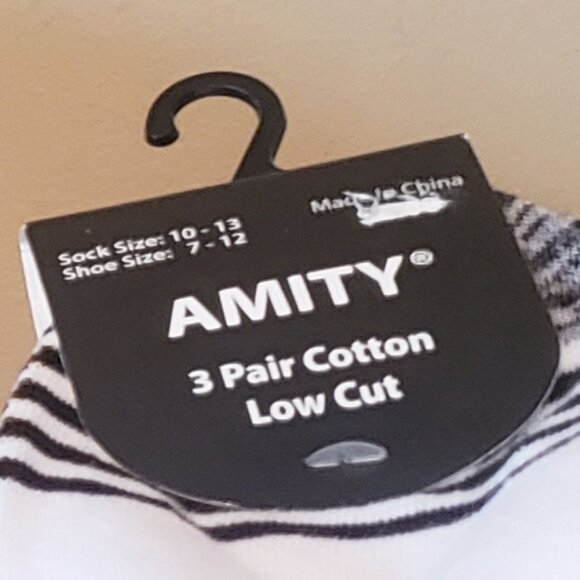 Made in China
Sock Size: 10 - 13
Shoe Size: 7 - 12
AMITY®
3 Pair Cotton
Low Cut